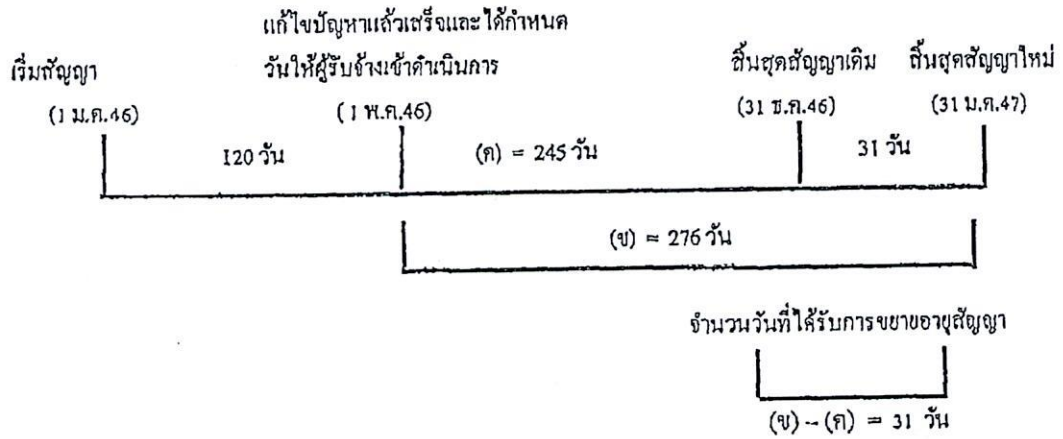 แก้ไขปัญหาแล้วเสร็จและได้กำหนด
เริ่มสัญญา วันให้ผู้รับจ้างเข้าดำเนินการ สิ้นสุดสัญญาเดิม สิ้นสุดสัญญาใหม่
(1 ม.ค.46) (1 พ.ค.46) (31 ธ.ค.46) (31 ม.ค.47)
120 วัน (ค) = 245 วัน 31 วัน
(ข) = 276 วัน
จำนวนวันที่ได้รับการขยายอายุสัญญา
(ข) – (ค) = 31 วัน